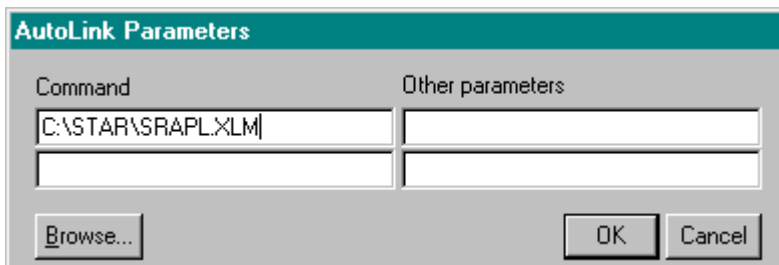 AutoLink Parameters
Command Other parameters
C:\STAR\SRAPL.XLM
Browse... OK Cancel